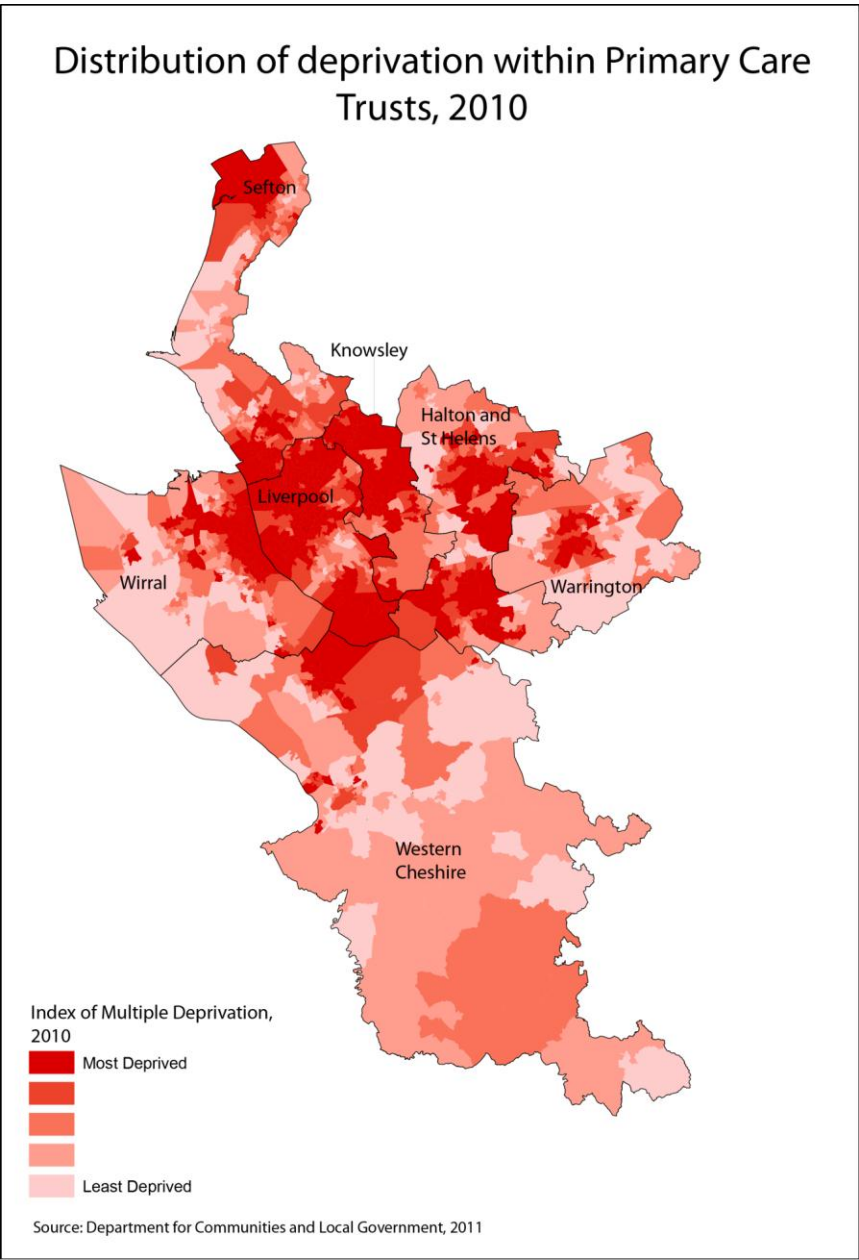 Distribution of deprivation within Primary Care
Trusts, 2010
Sefton
Knowsley
Halton and
St Helens
Liverpool
Wirral
Warrington
Western
Cheshire
Index of Multiple Deprivation,
2010
Most Deprived
Least Deprived
Source: Department for Communities and Local Government, 2011